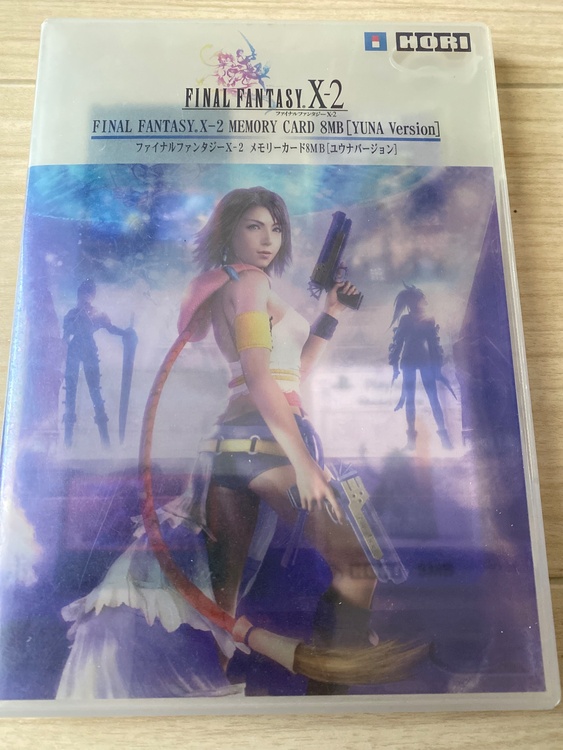 HORI
FINAL FANTASY. X-2
ファイナルファンタジーX-2
FINAL FANTASY.X-2 MEMORY CARD 8MB[YUNA Version]
ファイナルファンタジーX-2 メモリーカード8MB[ユウナバージョン]